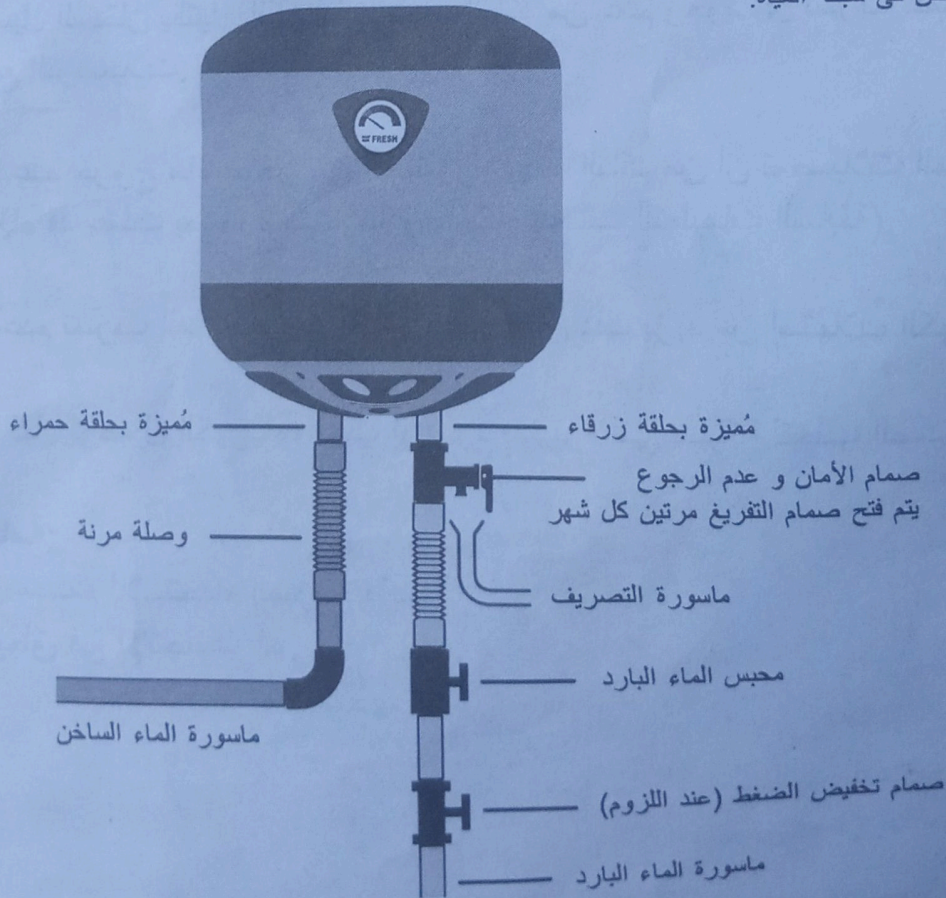 FRESH
مُميزة بحلقة حمراء
مُميزة بحلقة زرقاء
صمام الأمان و عدم الرجوع
يتم فتح صمام التفريغ مرتين كل شهر
وصلة مرنة
ماسورة التصريف
محبس الماء البارد
ماسورة الماء الساخن
صمام تخفيض الضغط (عند اللزوم)
ماسورة الماء البارد